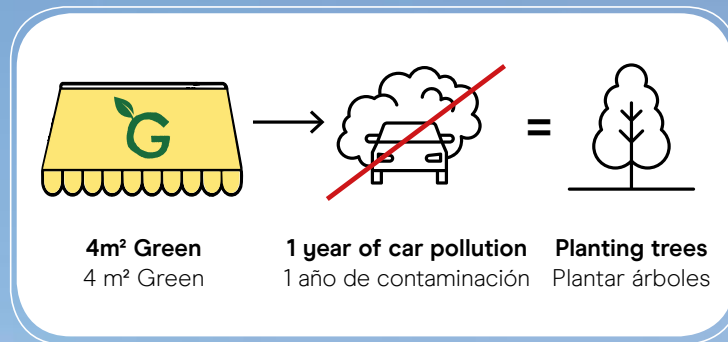 G
=
4m² Green
4 m² Green
1 year of car pollution
1 año de contaminación
Planting trees
Plantar árboles